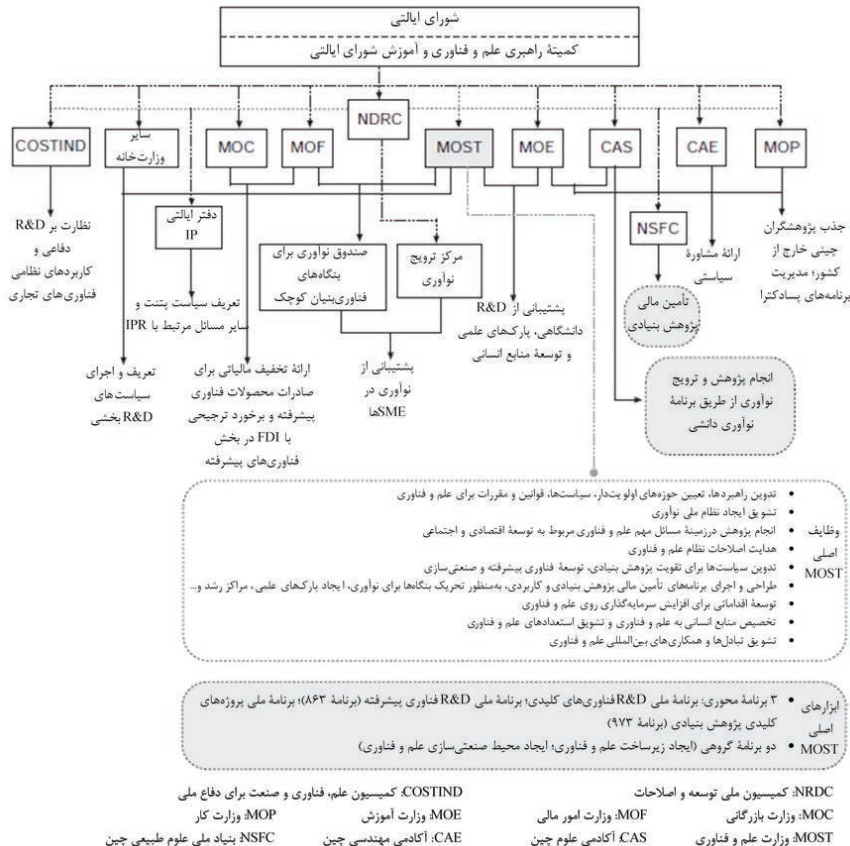 شورای ایالتی
کمیتهٔ راهبری علم و فناوری و آموزش شورای ایالتی
COSTIND
سایر
وزارت‌خانه
MOC
MOF
NDRC
MOST
MOE
CAS
CAE
MOP
نظارت بر R&D
دفاعی و
کاربردهای نظامی
فناوری‌های تجاری
دفتر ایالتی
IP
تعریف سیاست پتنت و
سایر مسائل مرتبط با IPR
صندوق نوآوری برای
بنگاه‌های
فناوری‌بنیان کوچک
مرکز ترویج
نوآوری
پشتیبانی از R&D
دانشگاهی، پارک‌های علمی
و توسعهٔ منابع انسانی
NSFC
تأمین مالی
پژوهش بنیادی
ارائهٔ مشاورهٔ
سیاستی
جذب پژوهشگران
چینی خارج از
کشور؛ مدیریت
برنامه‌های پسادکترا
تعریف و اجرای
سیاست‌های
R&D بخشی
ارائهٔ تخفیف مالیاتی برای
صادرات محصولات فناوری
پیشرفته و برخورد ترجیحی
با FDI در بخش
فناوری‌های پیشرفته
پشتیبانی از
نوآوری در
SMEها
انجام پژوهش و ترویج
نوآوری از طریق برنامهٔ
نوآوری دانشی
وظایف
اصلی
MOST
• تدوین راهبردها، تعیین حوزه‌های اولویت‌دار، سیاست‌ها، قوانین و مقررات برای علم و فناوری
• تشویق ایجاد نظام ملی نوآوری
• انجام پژوهش درزمینهٔ مسائل مهم علم و فناوری مربوط به توسعهٔ اقتصادی و اجتماعی
• هدایت اصلاحات نظام علم و فناوری
• تدوین سیاست‌ها برای تقویت پژوهش بنیادی، توسعهٔ فناوری پیشرفته و صنعتی‌سازی
• طراحی و اجرای برنامه‌های تأمین مالی پژوهش بنیادی و کاربردی، به‌منظور تحریک بنگاه‌ها برای نوآوری، ایجاد پارک‌های علمی، مراکز رشد و...
• توسعهٔ اقداماتی برای افزایش سرمایه‌گذاری روی علم و فناوری
• تخصیص منابع انسانی به علم و فناوری و تشویق استعدادهای علم و فناوری
• تشویق تبادل‌ها و همکاری‌های بین‌المللی علم و فناوری
ابزارهای
اصلی
MOST
• ۳ برنامهٔ محوری: برنامهٔ ملی R&D فناوری‌های کلیدی؛ برنامهٔ ملی R&D فناوری پیشرفته (برنامهٔ ۸۶۳)؛ برنامهٔ ملی پروژه‌های
کلیدی پژوهش بنیادی (برنامهٔ ۹۷۳)
• دو برنامهٔ گروهی (ایجاد زیرساخت علم و فناوری؛ ایجاد محیط صنعتی‌سازی علم و فناوری)
NRDC: کمیسیون ملی توسعه و اصلاحات COSTIND: کمیسیون علم، فناوری و صنعت برای دفاع ملی
MOC: وزارت بازرگانی MOF: وزارت امور مالی MOE: وزارت آموزش MOP: وزارت کار
MOST: وزارت علم و فناوری CAS: آکادمی علوم چین CAE: آکادمی مهندسی چین NSFC: بنیاد ملی علوم طبیعی چین